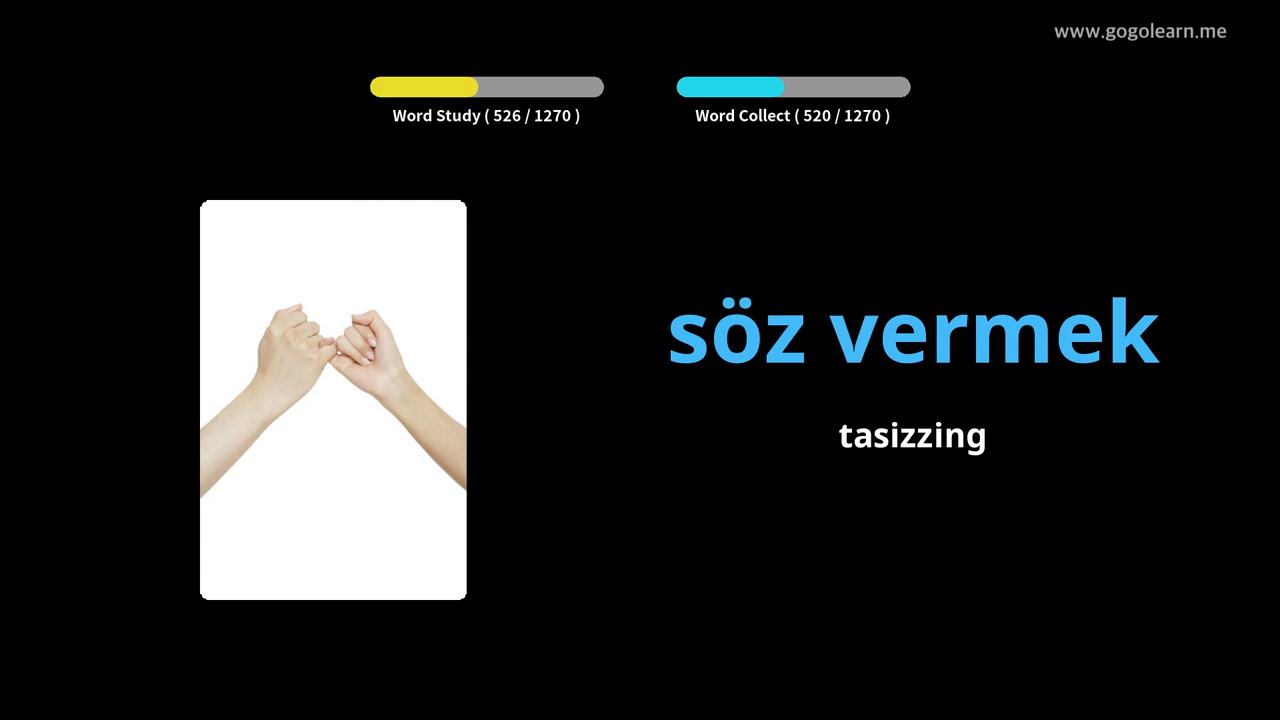 www.gogolearn.me
Word Study ( 526 / 1270 )
Word Collect ( 520 / 1270 )
söz vermek
tasizzing